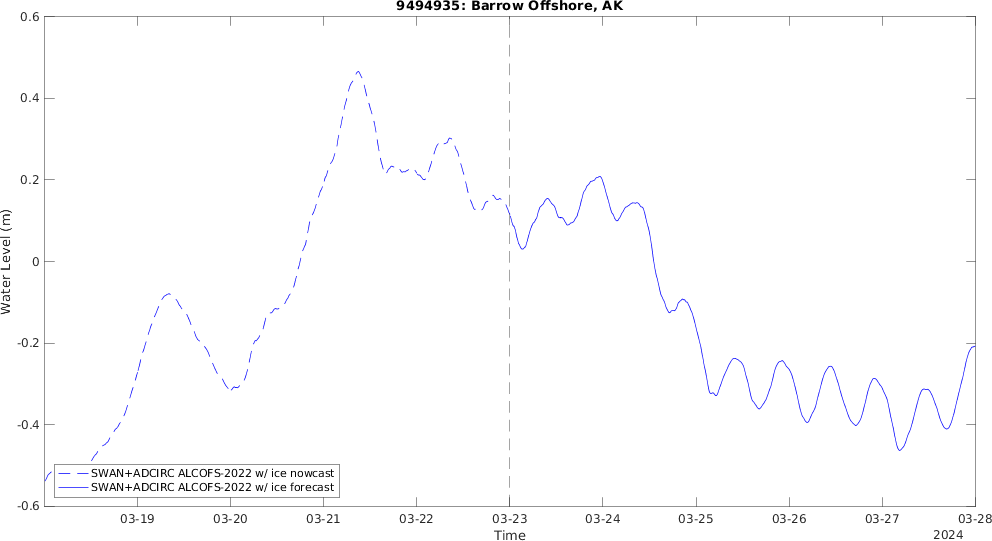 9494935: Barrow Offshore, AK
Water Level (m)
0.6
0.4
0.2
0
-0.2
-0.4
-0.6
SWAN+ADCIRC ALCOFS-2022 w/ ice nowcast
SWAN+ADCIRC ALCOFS-2022 w/ ice forecast
03-19 03-20 03-21 03-22 03-23 03-24 03-25 03-26 03-27 03-28
Time
2024